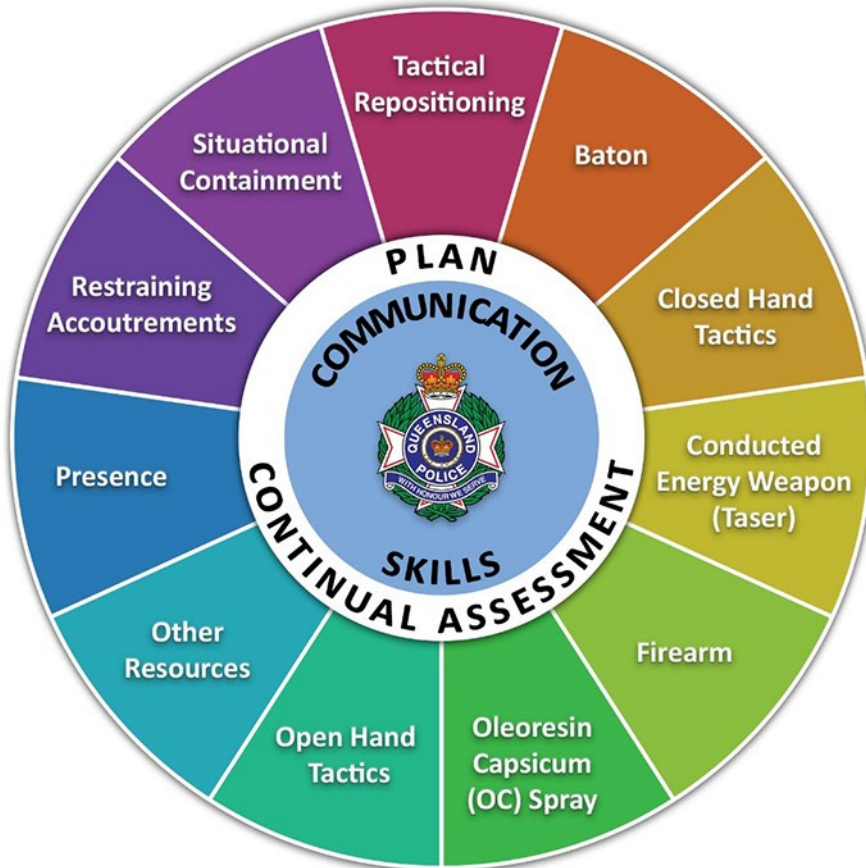 Tactical
Repositioning
Baton
Closed Hand
Tactics
Conducted
Energy Weapon
(Taser)
Firearm
Oleoresin
Capsicum
(OC) Spray
Open Hand
Tactics
Other
Resources
Presence
Restraining
Accoutrements
Situational
Containment
PLAN
CONTINUAL ASSESSMENT
COMMUNICATION
SKILLS
QUEENSLAND
POLICE
WITH HONOUR WE SERVE